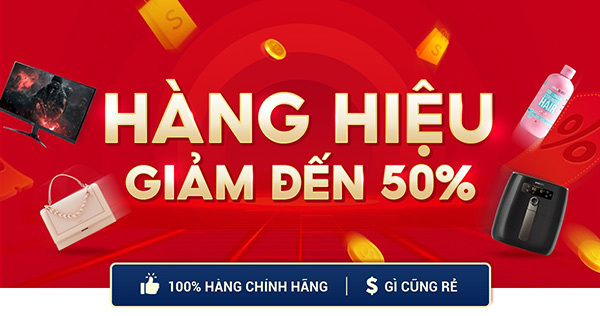 HÀNG HIỆU
GIẢM ĐẾN 50%
100% HÀNG CHÍNH HÃNG | $ GÌ CŨNG RẺ